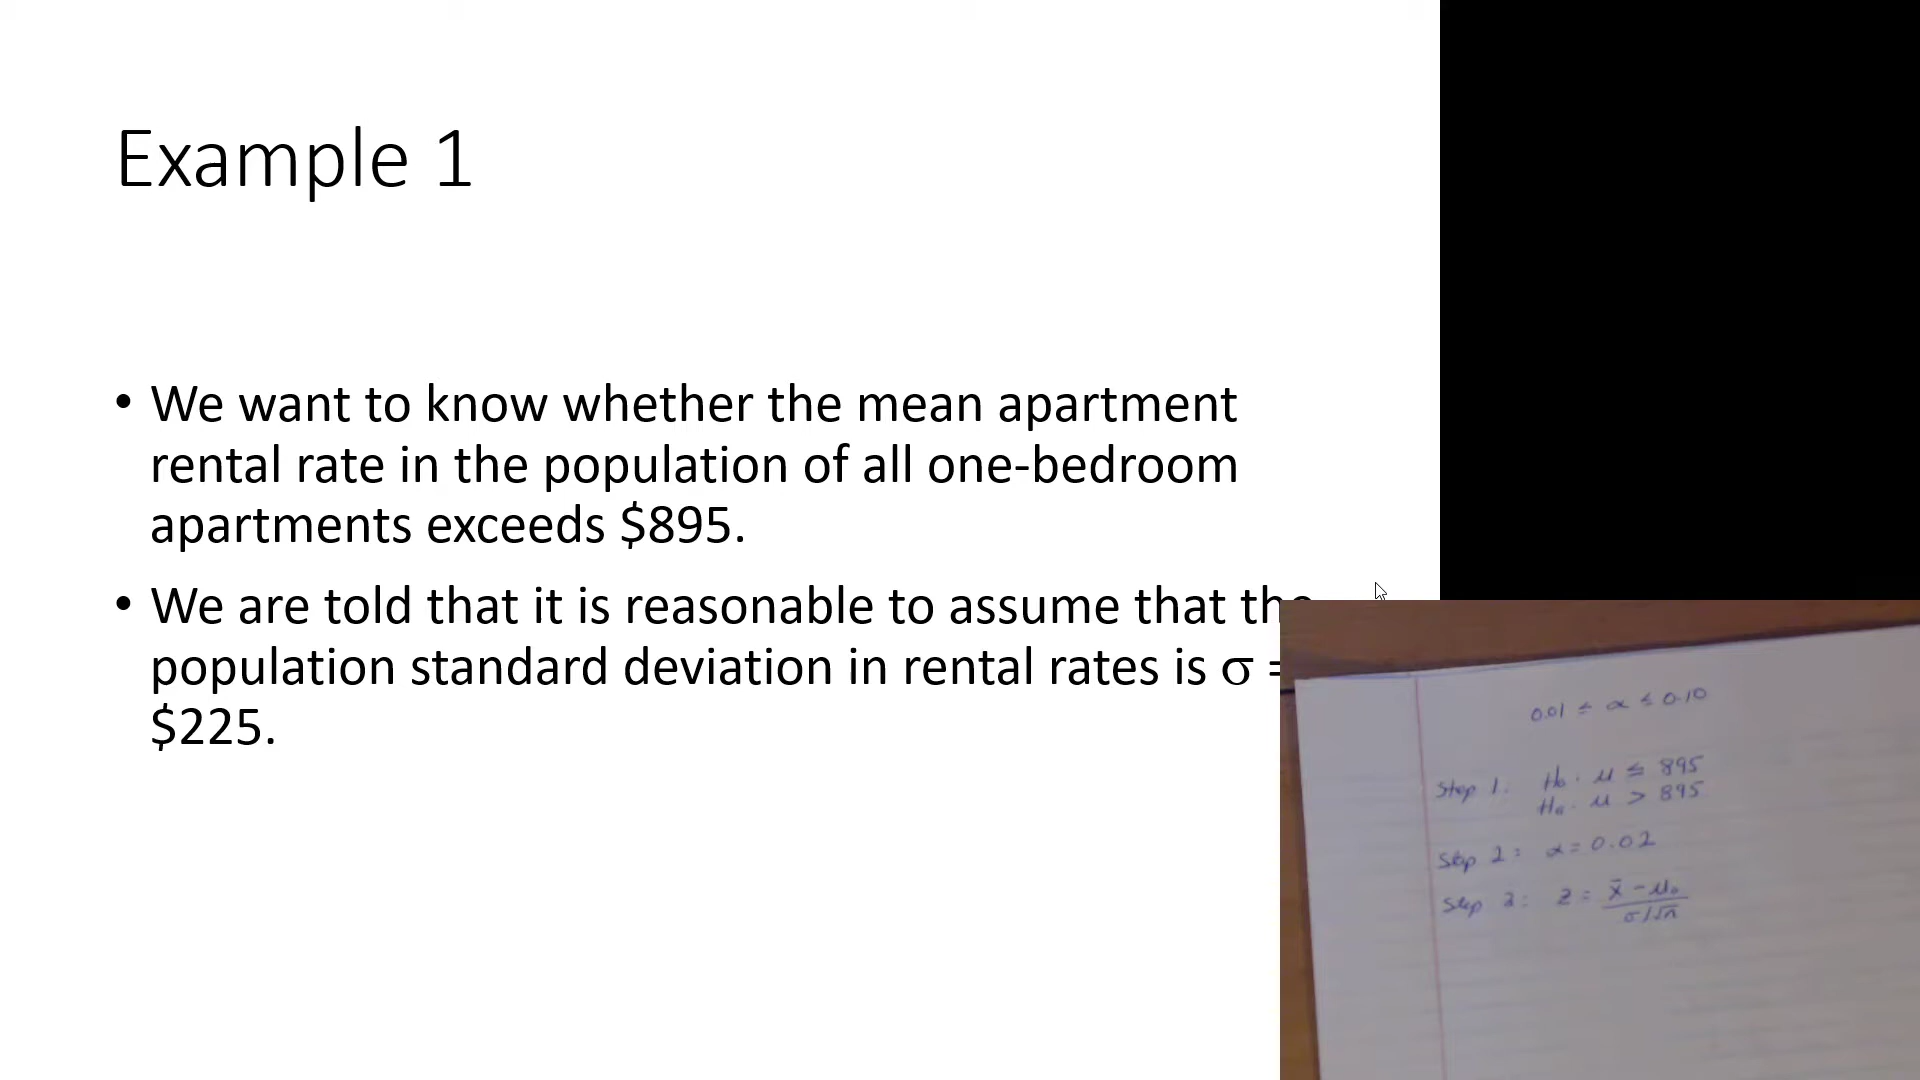 Example 1
• We want to know whether the mean apartment
rental rate in the population of all one-bedroom
apartments exceeds $895.
• We are told that it is reasonable to assume that the
population standard deviation in rental rates is σ =
$225.
0.01 ≤ α ≤ 0.10
Step 1: H₀: μ ≤ 895
Hₐ: μ > 895
Step 2: α = 0.02
Step 3: z = (x̄ - μ₀) / (σ/√n)